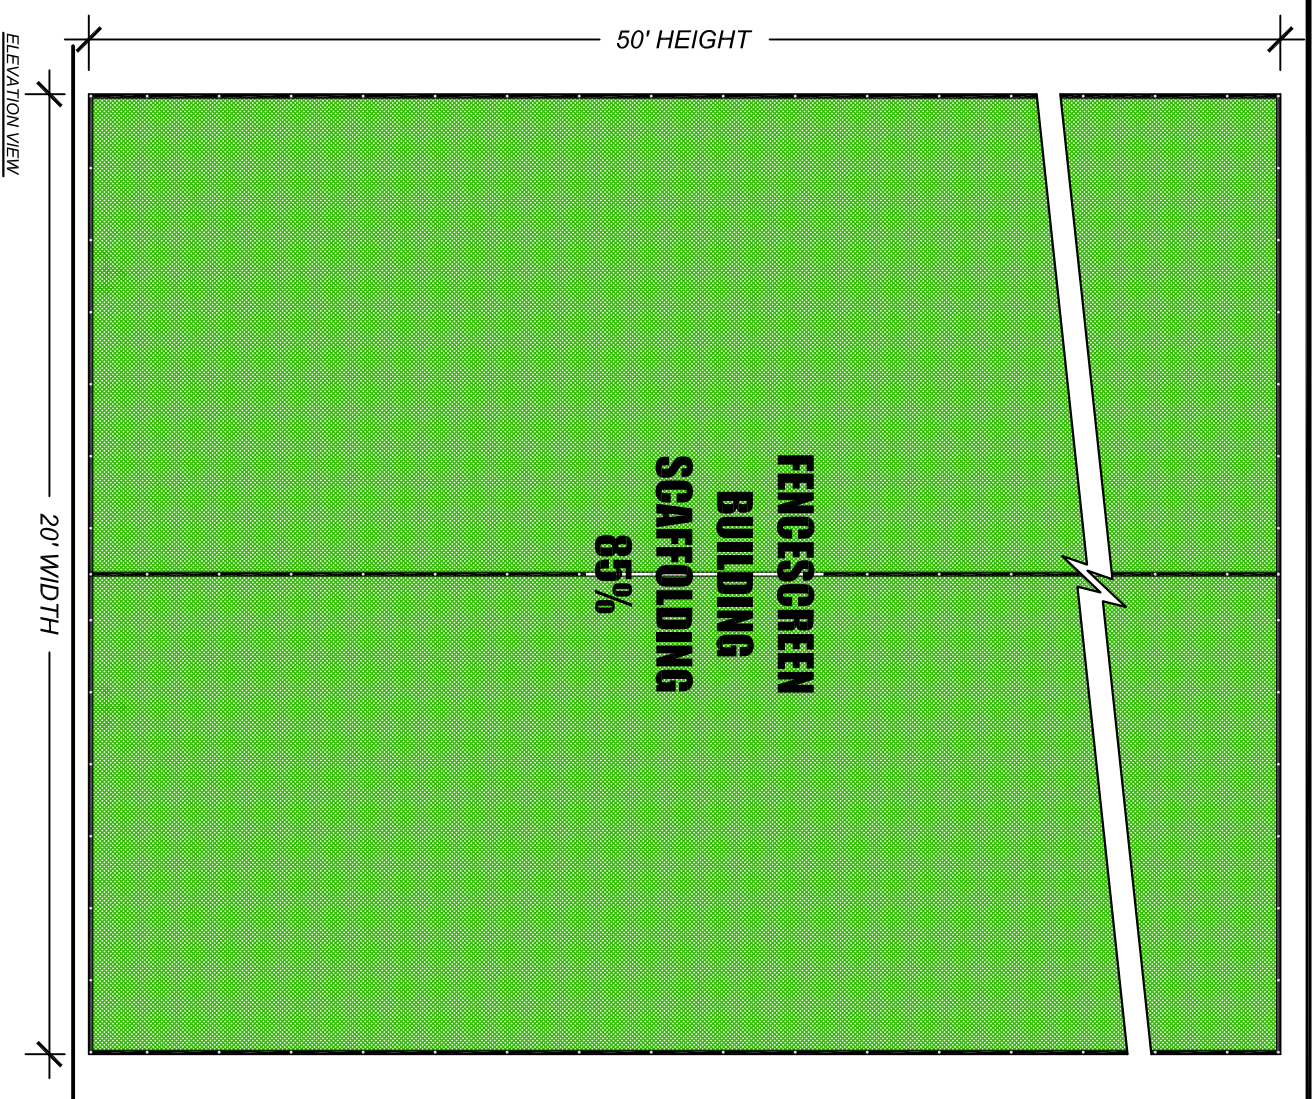 50' HEIGHT
FENCESCREEN
BUILDING
SCAFFOLDING
85%
20' WIDTH
ELEVATION VIEW